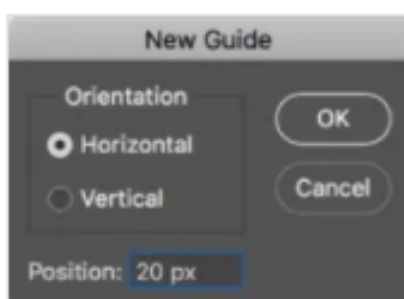 New Guide
Orientation
OK
Horizontal
Cancel
Vertical
Position: 20 px